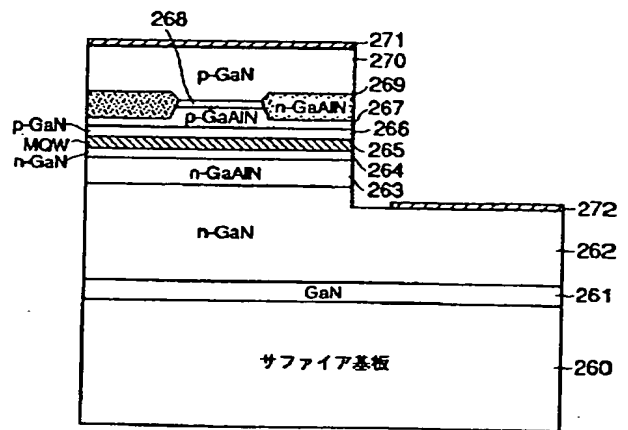 268
271
270
p-GaN
269
n-GaAlN
267
p-GaAlN
266
p-GaN
MQW
265
n-GaN
264
n-GaAlN
263
272
n-GaN
262
GaN
261
サファイア基板
260